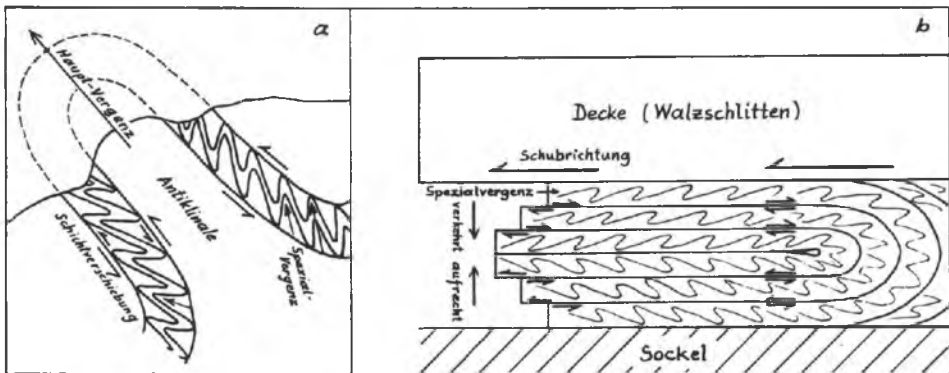 a
Haupt-Vergenz
Antiklinale
Schichtverschiebung
Spezial-
Vergenz
b
Decke (Walzschlitten)
Schubrichtung
Spezialvergenz
verkehrt
aufrecht
Sockel